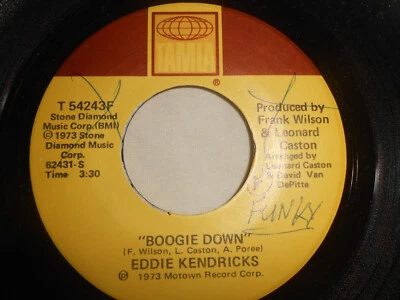 TAMLA
T 54243F
Stone Diamond
Music Corp.(BMI)
℗1973 Stone
Diamond Music
Corp.
62431-S
Time 3:30
Produced by
Frank Wilson
& Leonard
Caston
Arranged by
Leonard Caston
& David Van
DePitte
FUNKY
"BOOGIE DOWN"
(F. Wilson, L. Caston, A. Poree)
EDDIE KENDRICKS
℗ 1973 Motown Record Corp.